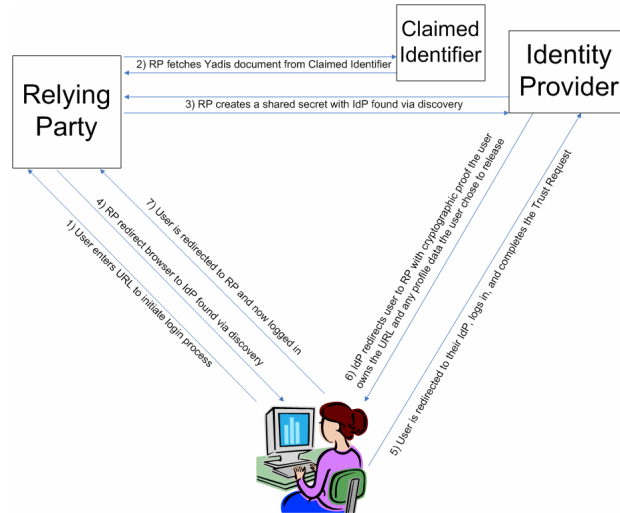 Claimed
Identifier
Identity
Provider
Relying
Party
2) RP fetches Yadis document from Claimed Identifier
3) RP creates a shared secret with IdP found via discovery
1) User enters URL to initiate login process
4) RP redirect browser to IdP found via discovery
7) User is redirected to RP and now logged in
6) IdP redirects user to RP with cryptographic proof the user
owns the URL and any profile data the user chose to release
5) User is redirected to their IdP, logs in, and completes the Trust Request